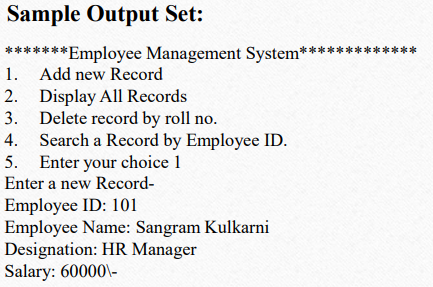 Sample Output Set:
*******Employee Management System*************
1. Add new Record
2. Display All Records
3. Delete record by roll no.
4. Search a Record by Employee ID.
5. Enter your choice 1
Enter a new Record-
Employee ID: 101
Employee Name: Sangram Kulkarni
Designation: HR Manager
Salary: 60000\-